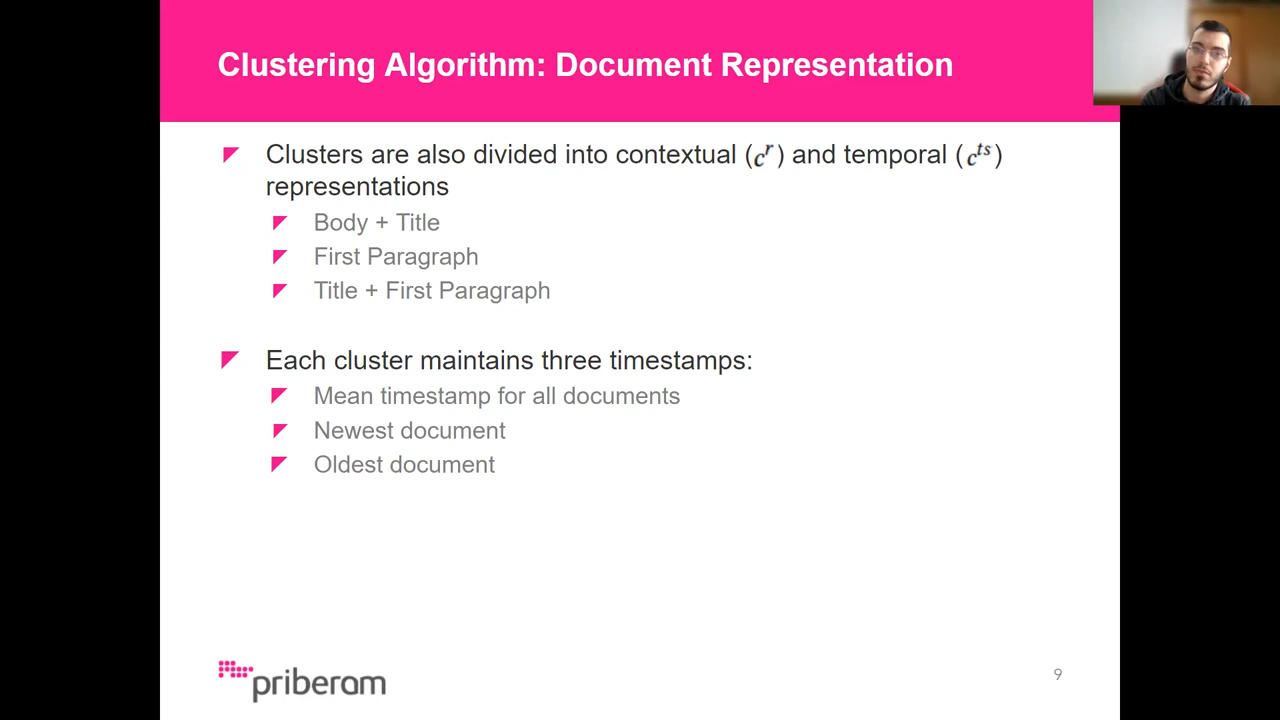 Clustering Algorithm: Document Representation
Clusters are also divided into contextual (c^r) and temporal (c^ts)
representations
Body + Title
First Paragraph
Title + First Paragraph
Each cluster maintains three timestamps:
Mean timestamp for all documents
Newest document
Oldest document
priberam
9